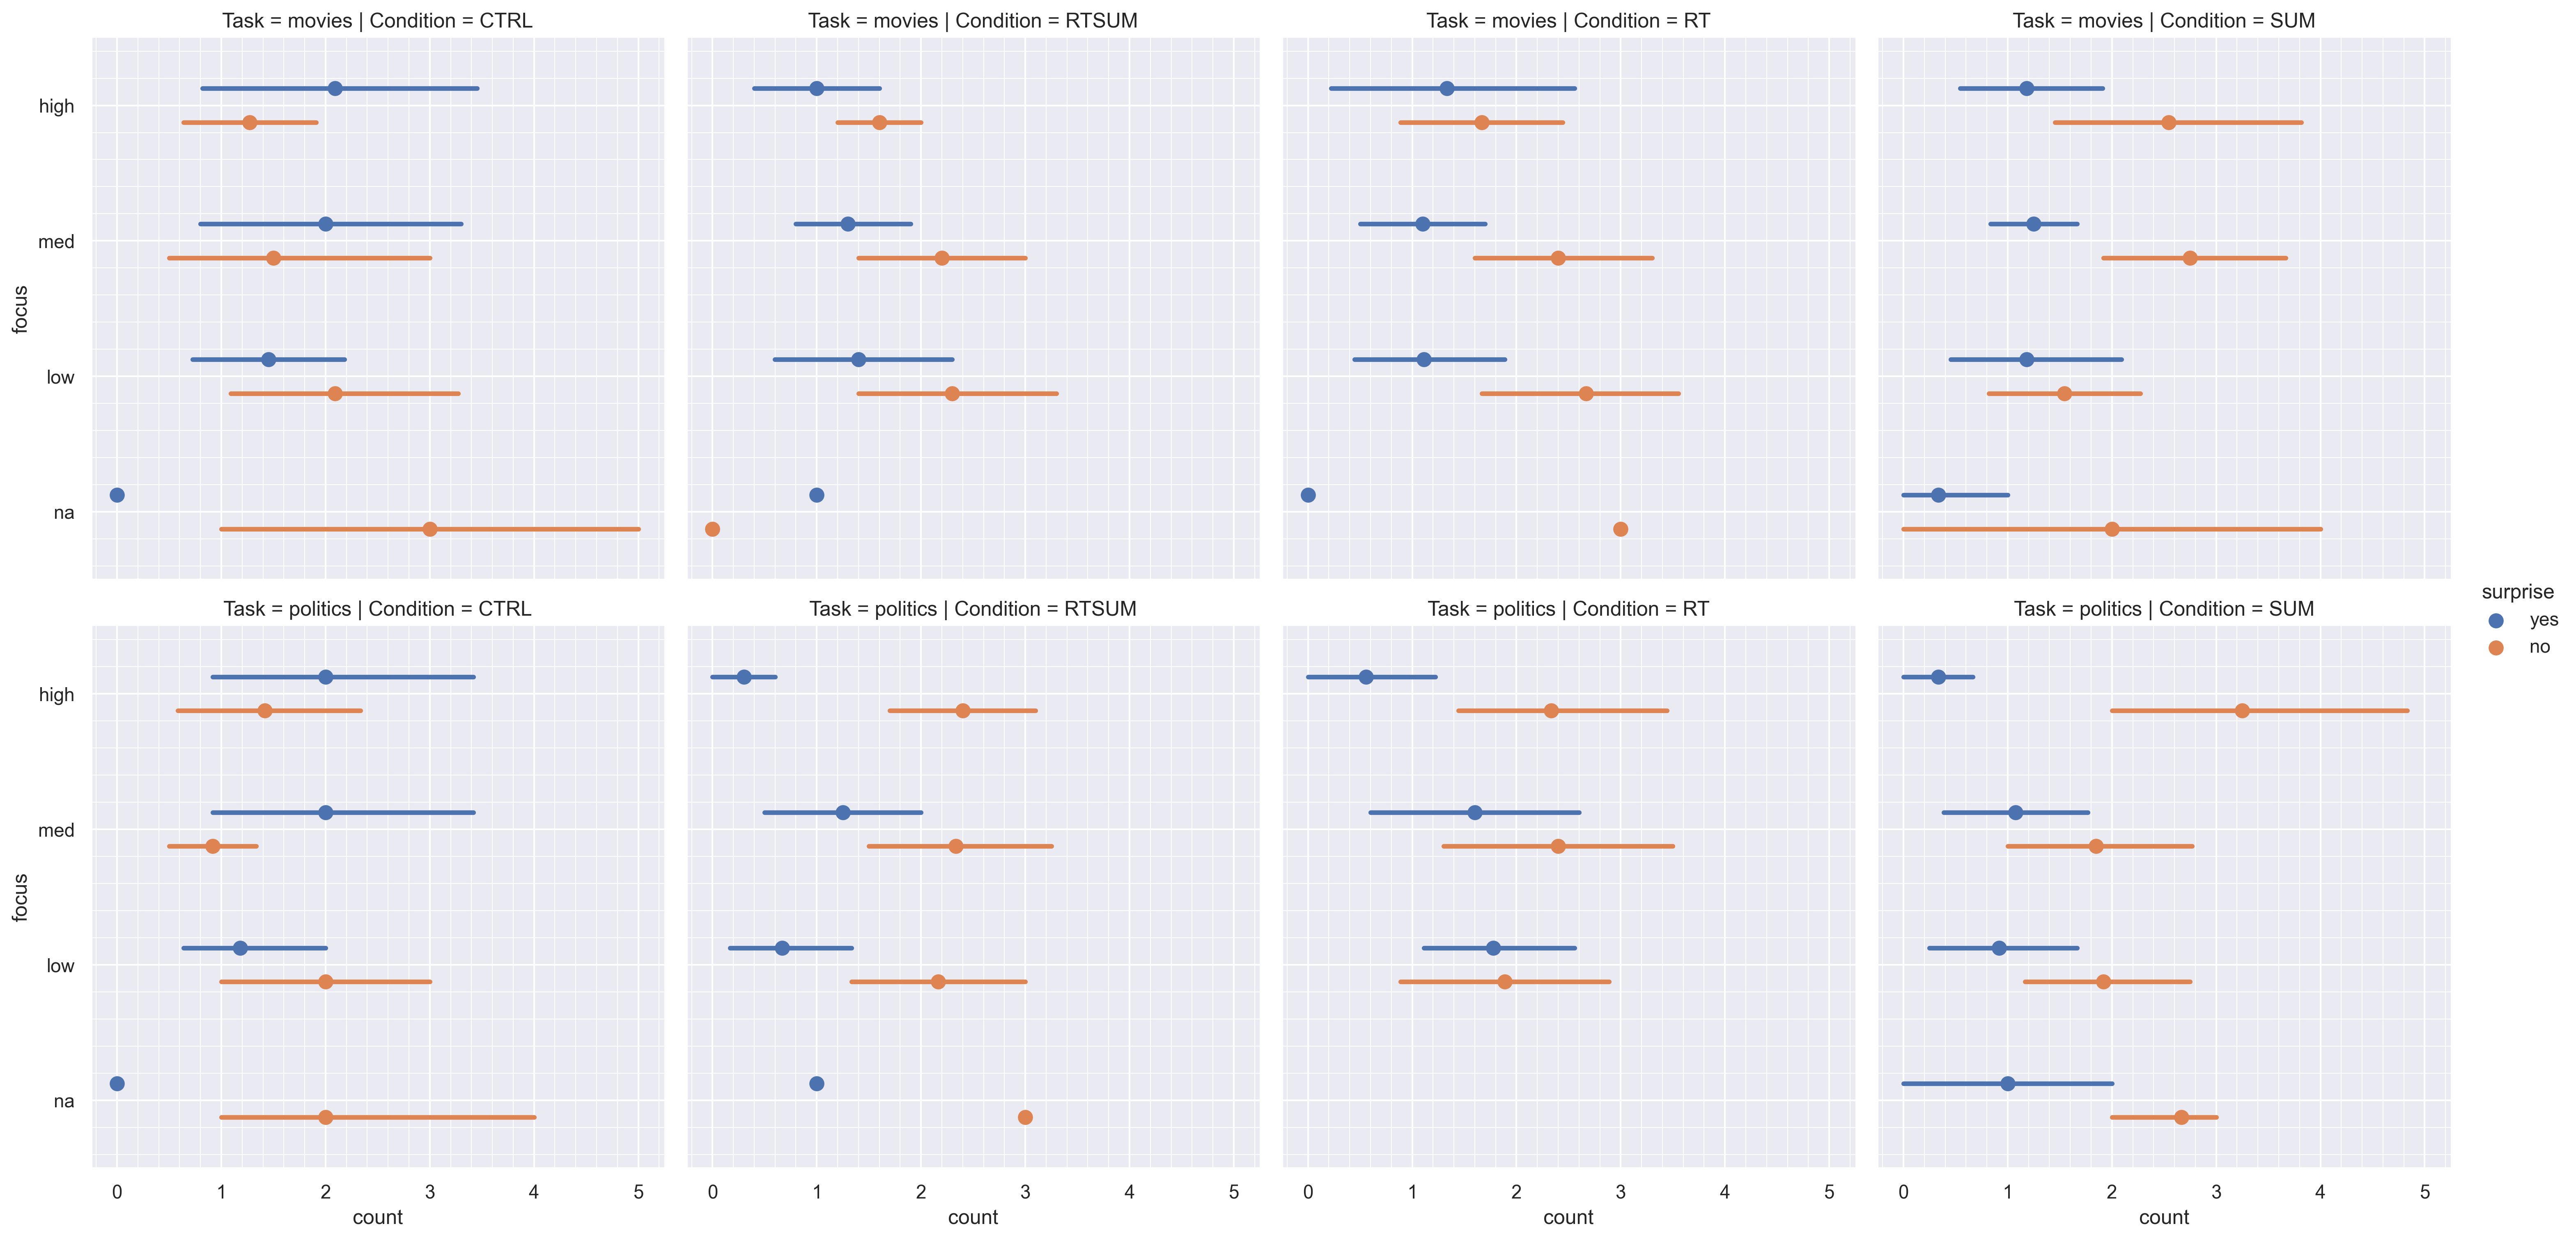 Task = movies | Condition = CTRL
Task = movies | Condition = RTSUM
Task = movies | Condition = RT
Task = movies | Condition = SUM
focus
high
med
low
na
Task = politics | Condition = CTRL
Task = politics | Condition = RTSUM
Task = politics | Condition = RT
Task = politics | Condition = SUM
focus
high
med
low
na
0 1 2 3 4 5
0 1 2 3 4 5
0 1 2 3 4 5
0 1 2 3 4 5
count
count
count
count
surprise
yes
no